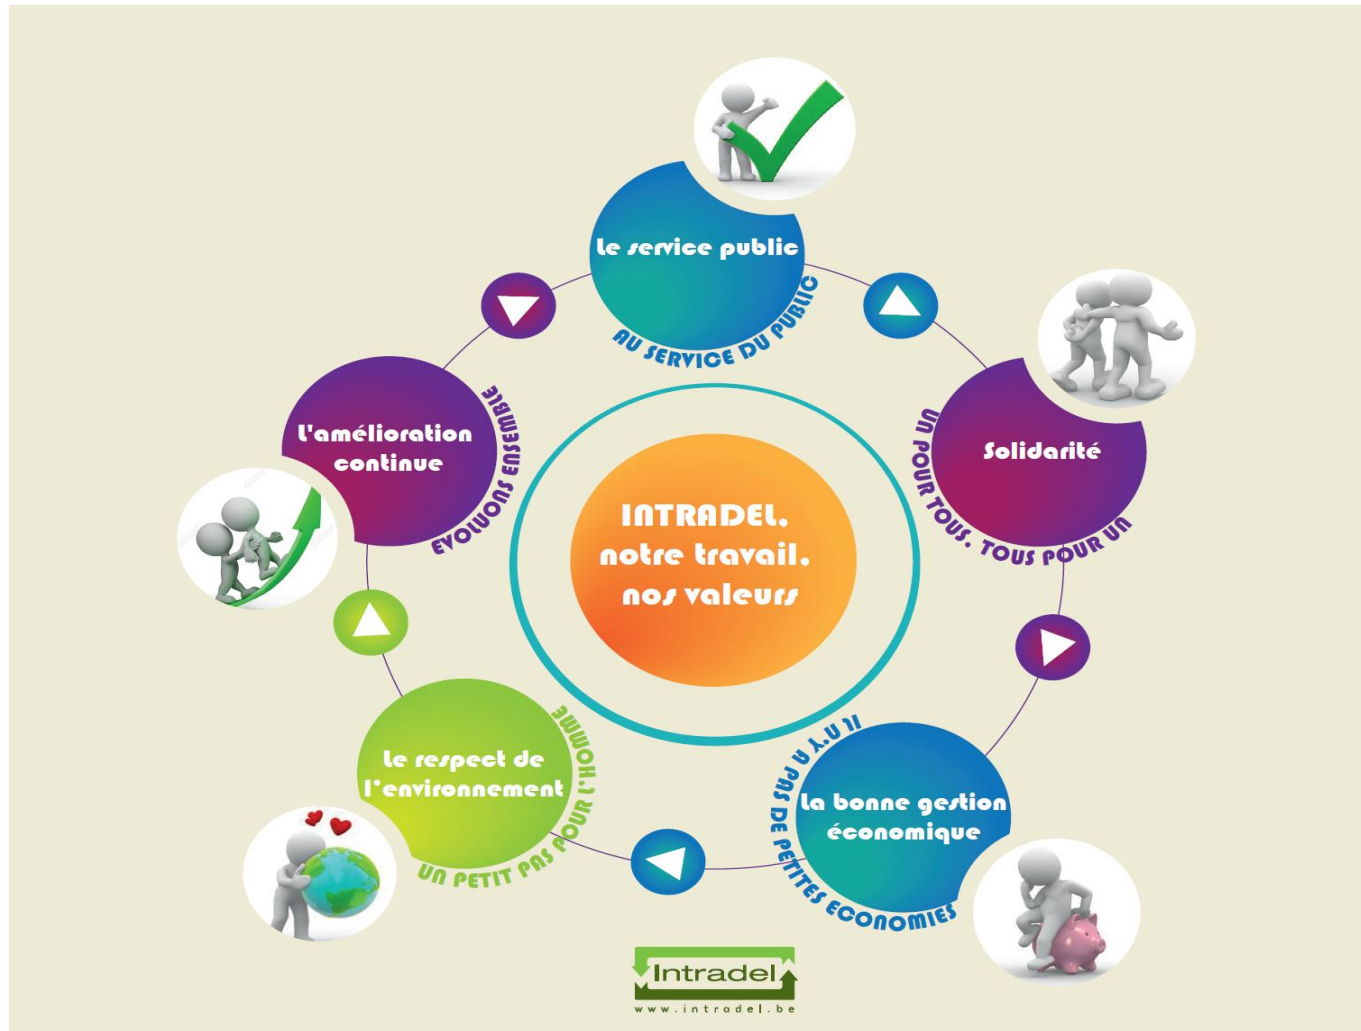 Le service public
AU SERVICE DU PUBLIC
Solidarité
UN POUR TOUS. TOUS POUR UN
La bonne gestion
économique
IL N'Y A PAS DE PETITES ECONOMIES
Le respect de
l'environnement
UN PETIT PAS POUR L'HOMME
L'amélioration
continue
EVOLUONS ENSEMBLE
INTRADEL.
notre travail.
nos valeurs
Intradel
www.intradel.be